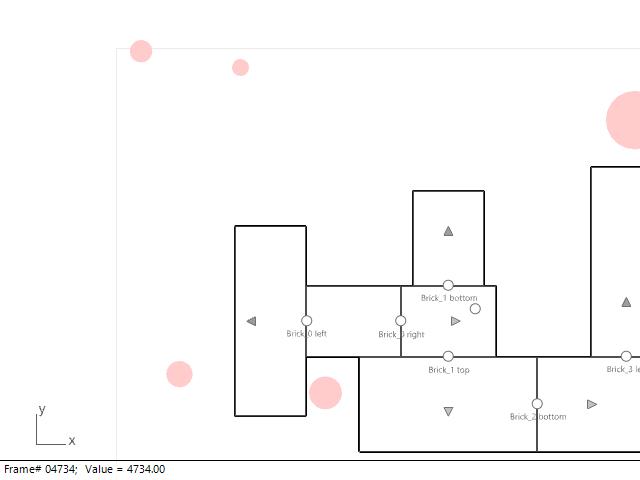 Brick_1 bottom
Brick_0 left
Brick_0 right
Brick_1 top
Brick_3 le
Brick_2 bottom
y
x
Frame# 04734; Value = 4734.00